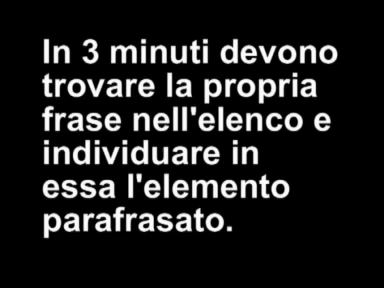 In 3 minuti devono
trovare la propria
frase nell'elenco e
individuare in
essa l'elemento
parafrasato.